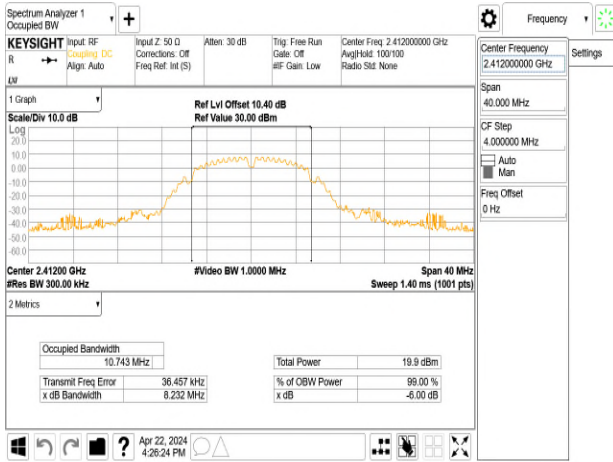 Spectrum Analyzer 1
Occupied BW
KEYSIGHT
R
Input: RF
Coupling: DC
Align: Auto
Input Z: 50 Ω
Corrections: Off
Freq Ref: Int (S)
Atten: 30 dB
Trig: Free Run
Gate: Off
#IF Gain: Low
Center Freq: 2.412000000 GHz
Avg|Hold: 100/100
Radio Std: None
1 Graph
Scale/Div 10.0 dB
Ref Lvl Offset 10.40 dB
Ref Value 30.00 dBm
Log
20.0
10.0
0.00
-10.0
-20.0
-30.0
-40.0
-50.0
-60.0
Center 2.41200 GHz
#Video BW 1.0000 MHz
Span 40 MHz
#Res BW 300.00 kHz
Sweep 1.40 ms (1001 pts)
2 Metrics
Occupied Bandwidth
10.743 MHz
Total Power 19.9 dBm
Transmit Freq Error 36.457 kHz
% of OBW Power 99.00 %
x dB Bandwidth 8.232 MHz
x dB -6.00 dB
Apr 22, 2024
4:26:24 PM
Frequency
Settings
Center Frequency
2.412000000 GHz
Span
40.000 MHz
CF Step
4.000000 MHz
Auto
Man
Freq Offset
0 Hz